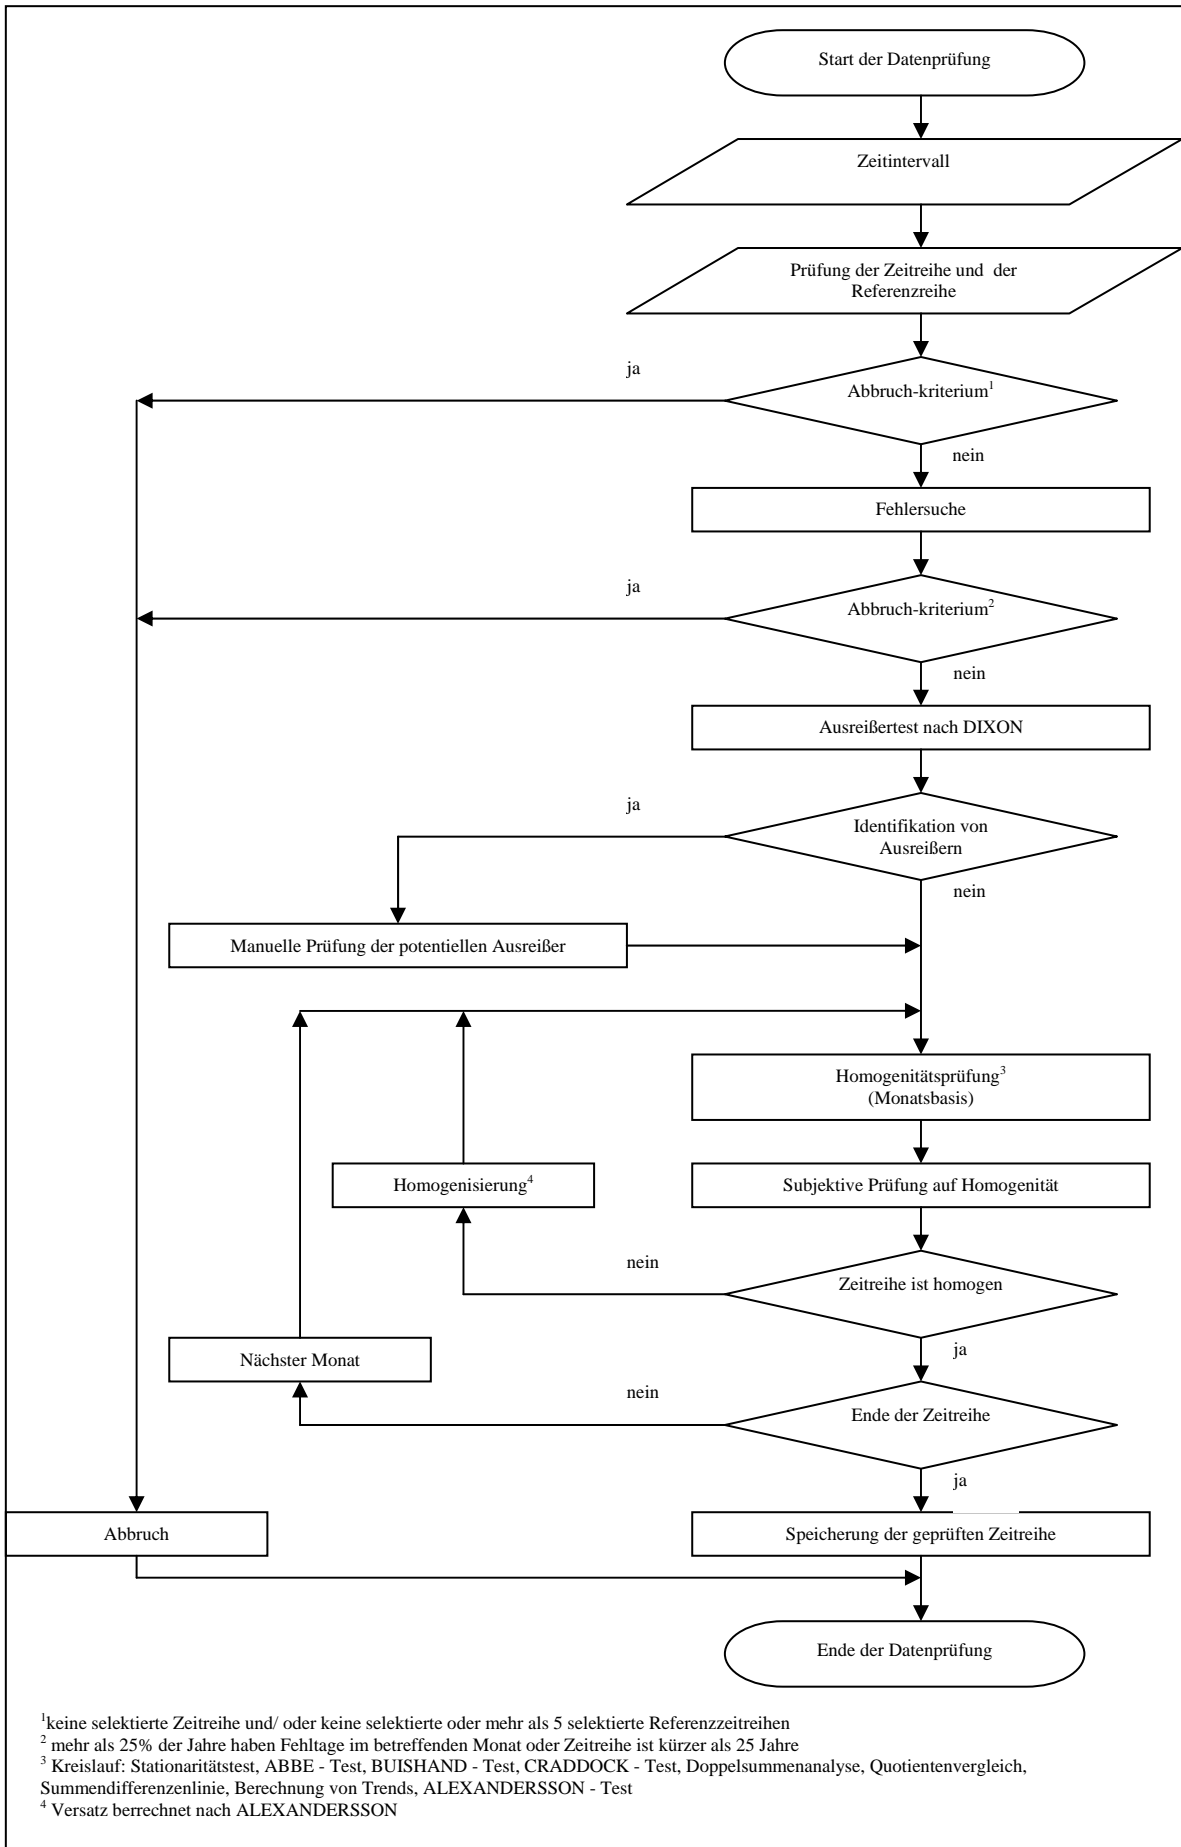 Start der Datenprüfung
Zeitintervall
Prüfung der Zeitreihe und der
Referenzreihe
ja
Abbruch-kriterium¹
nein
Fehlersuche
ja
Abbruch-kriterium²
nein
Ausreißertest nach DIXON
ja
Identifikation von
Ausreißern
nein
Manuelle Prüfung der potentiellen Ausreißer
Homogenitätsprüfung³
(Monatsbasis)
Homogenisierung⁴
Subjektive Prüfung auf Homogenität
nein
Zeitreihe ist homogen
ja
Nächster Monat
nein
Ende der Zeitreihe
ja
Abbruch
Speicherung der geprüften Zeitreihe
Ende der Datenprüfung
¹keine selektierte Zeitreihe und/ oder keine selektierte oder mehr als 5 selektierte Referenzzeitreihen
² mehr als 25% der Jahre haben Fehltage im betreffenden Monat oder Zeitreihe ist kürzer als 25 Jahre
³ Kreislauf: Stationaritätstest, ABBE - Test, BUISHAND - Test, CRADDOCK - Test, Doppelsummenanalyse, Quotientenvergleich,
Summendifferenzenlinie, Berechnung von Trends, ALEXANDERSSON - Test
⁴ Versatz berrechnet nach ALEXANDERSSON